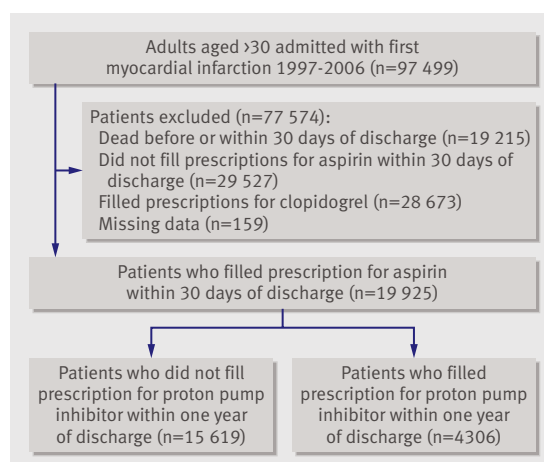 Adults aged >30 admitted with first
myocardial infarction 1997-2006 (n=97 499)
Patients excluded (n=77 574):
Dead before or within 30 days of discharge (n=19 215)
Did not fill prescriptions for aspirin within 30 days of
discharge (n=29 527)
Filled prescriptions for clopidogrel (n=28 673)
Missing data (n=159)
Patients who filled prescription for aspirin
within 30 days of discharge (n=19 925)
Patients who did not fill
prescription for proton pump
inhibitor within one year
of discharge (n=15 619)
Patients who filled
prescription for proton pump
inhibitor within one year
of discharge (n=4306)